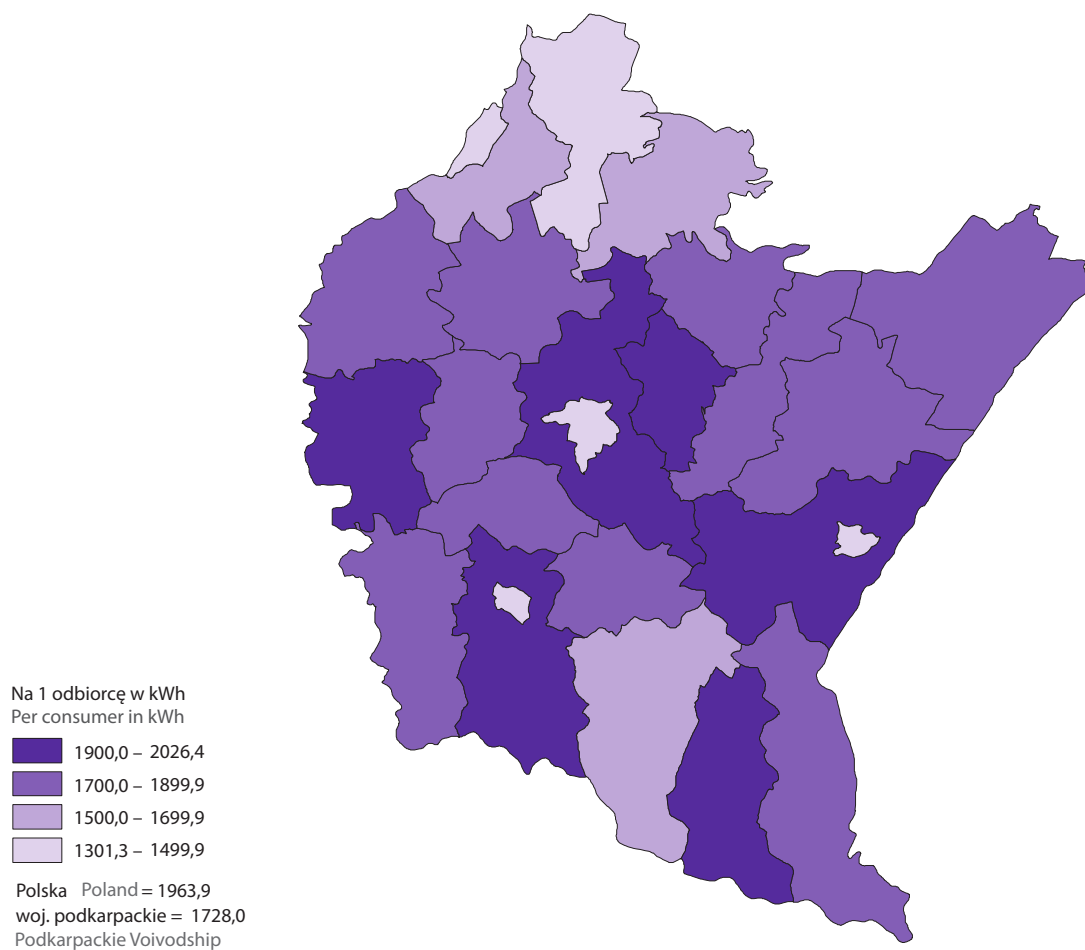 Na 1 odbiorcę w kWh
Per consumer in kWh
1900,0 – 2026,4
1700,0 – 1899,9
1500,0 – 1699,9
1301,3 – 1499,9
Polska Poland = 1963,9
woj. podkarpackie = 1728,0
Podkarpackie Voivodship